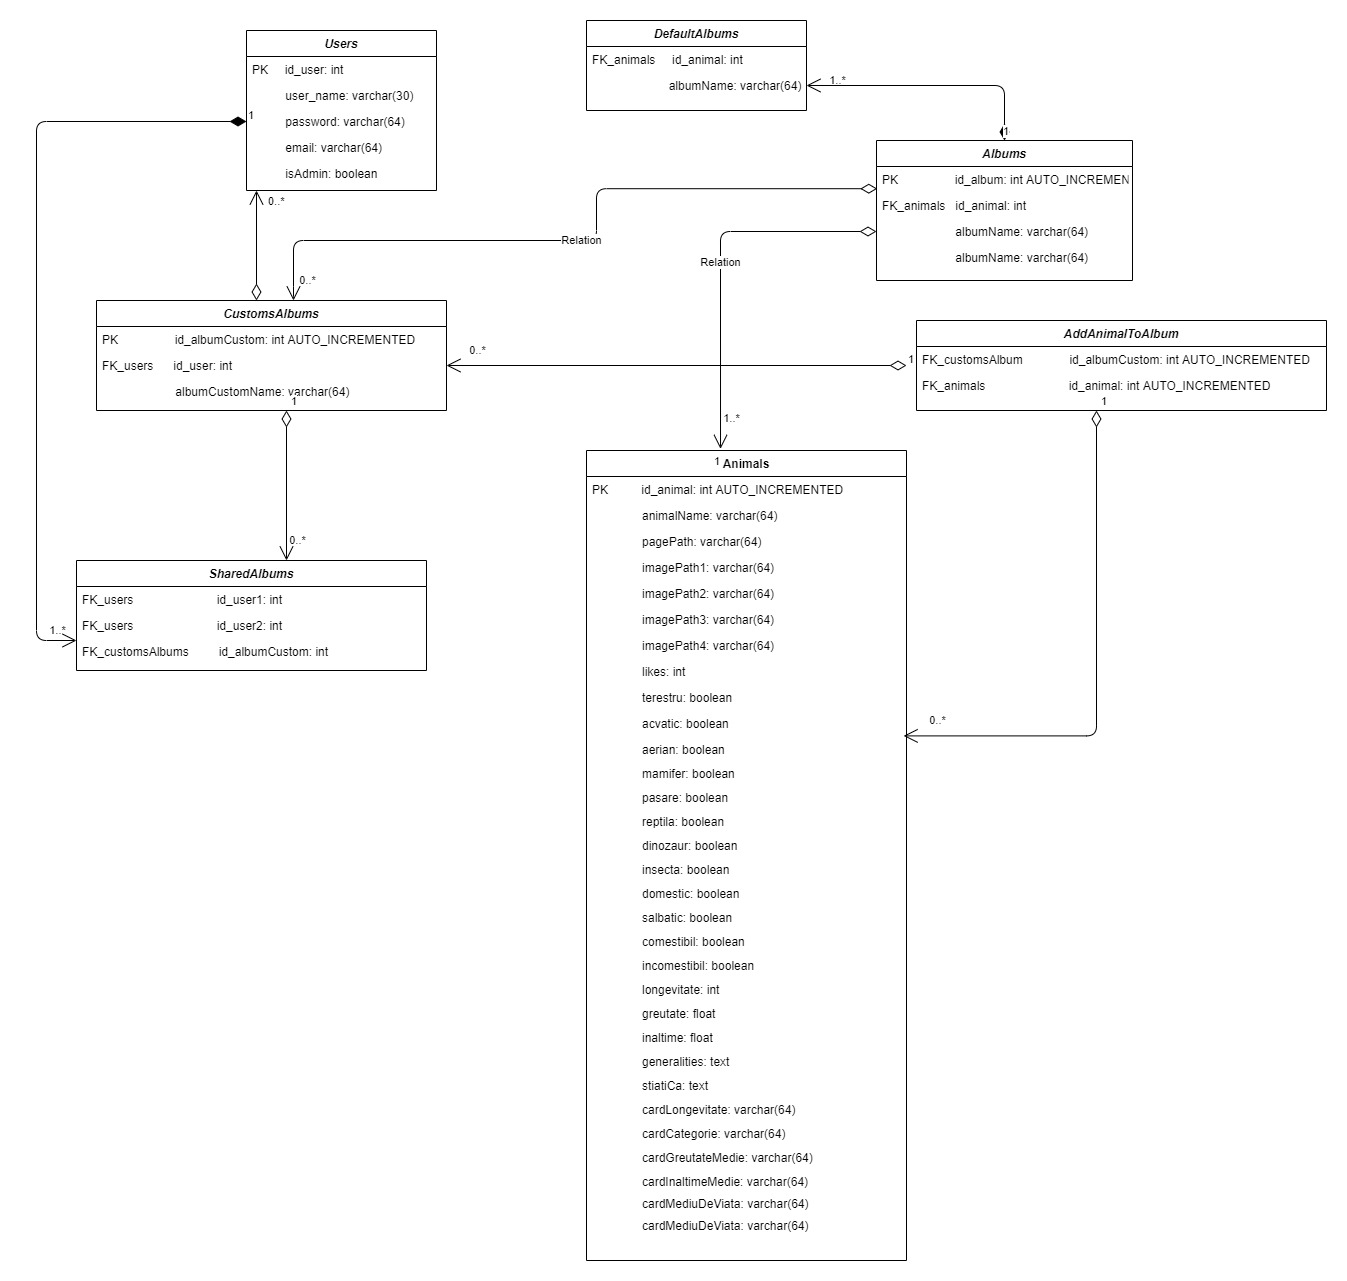 Users
PK id_user: int
user_name: varchar(30)
password: varchar(64)
1
email: varchar(64)
isAdmin: boolean
0..*
DefaultAlbums
FK_animals id_animal: int
albumName: varchar(64)
1..*
1
Albums
PK id_album: int AUTO_INCREMEN
FK_animals id_animal: int
albumName: varchar(64)
albumName: varchar(64)
Relation
0..*
Relation
1..*
CustomsAlbums
PK id_albumCustom: int AUTO_INCREMENTED
FK_users id_user: int
albumCustomName: varchar(64)
1
0..*
1
AddAnimalToAlbum
FK_customsAlbum id_albumCustom: int AUTO_INCREMENTED
FK_animals id_animal: int AUTO_INCREMENTED
1
0..*
0..*
SharedAlbums
FK_users id_user1: int
FK_users id_user2: int
FK_customsAlbums id_albumCustom: int
1..*
1 Animals
PK id_animal: int AUTO_INCREMENTED
animalName: varchar(64)
pagePath: varchar(64)
imagePath1: varchar(64)
imagePath2: varchar(64)
imagePath3: varchar(64)
imagePath4: varchar(64)
likes: int
terestru: boolean
acvatic: boolean
aerian: boolean
mamifer: boolean
pasare: boolean
reptila: boolean
dinozaur: boolean
insecta: boolean
domestic: boolean
salbatic: boolean
comestibil: boolean
incomestibil: boolean
longevitate: int
greutate: float
inaltime: float
generalities: text
stiatiCa: text
cardLongevitate: varchar(64)
cardCategorie: varchar(64)
cardGreutateMedie: varchar(64)
cardInaltimeMedie: varchar(64)
cardMediuDeViata: varchar(64)
cardMediuDeViata: varchar(64)